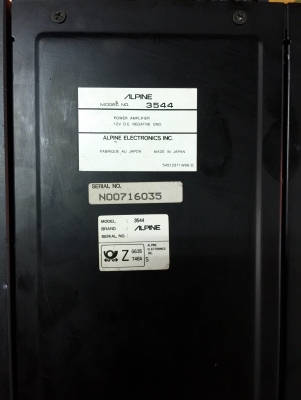 ALPINE
MODEL NO. 3544
POWER AMPLIFIER
12V D.C. NEGATIVE GND.
ALPINE ELECTRONICS INC.
FABRIQUE AU JAPON MADE IN JAPAN
SERIAL NO.
N00716035
MODEL : 3544
BRAND : ALPINE
SERIAL NO. :
Z
ALPINE
ELECTRONICS
INC.
S